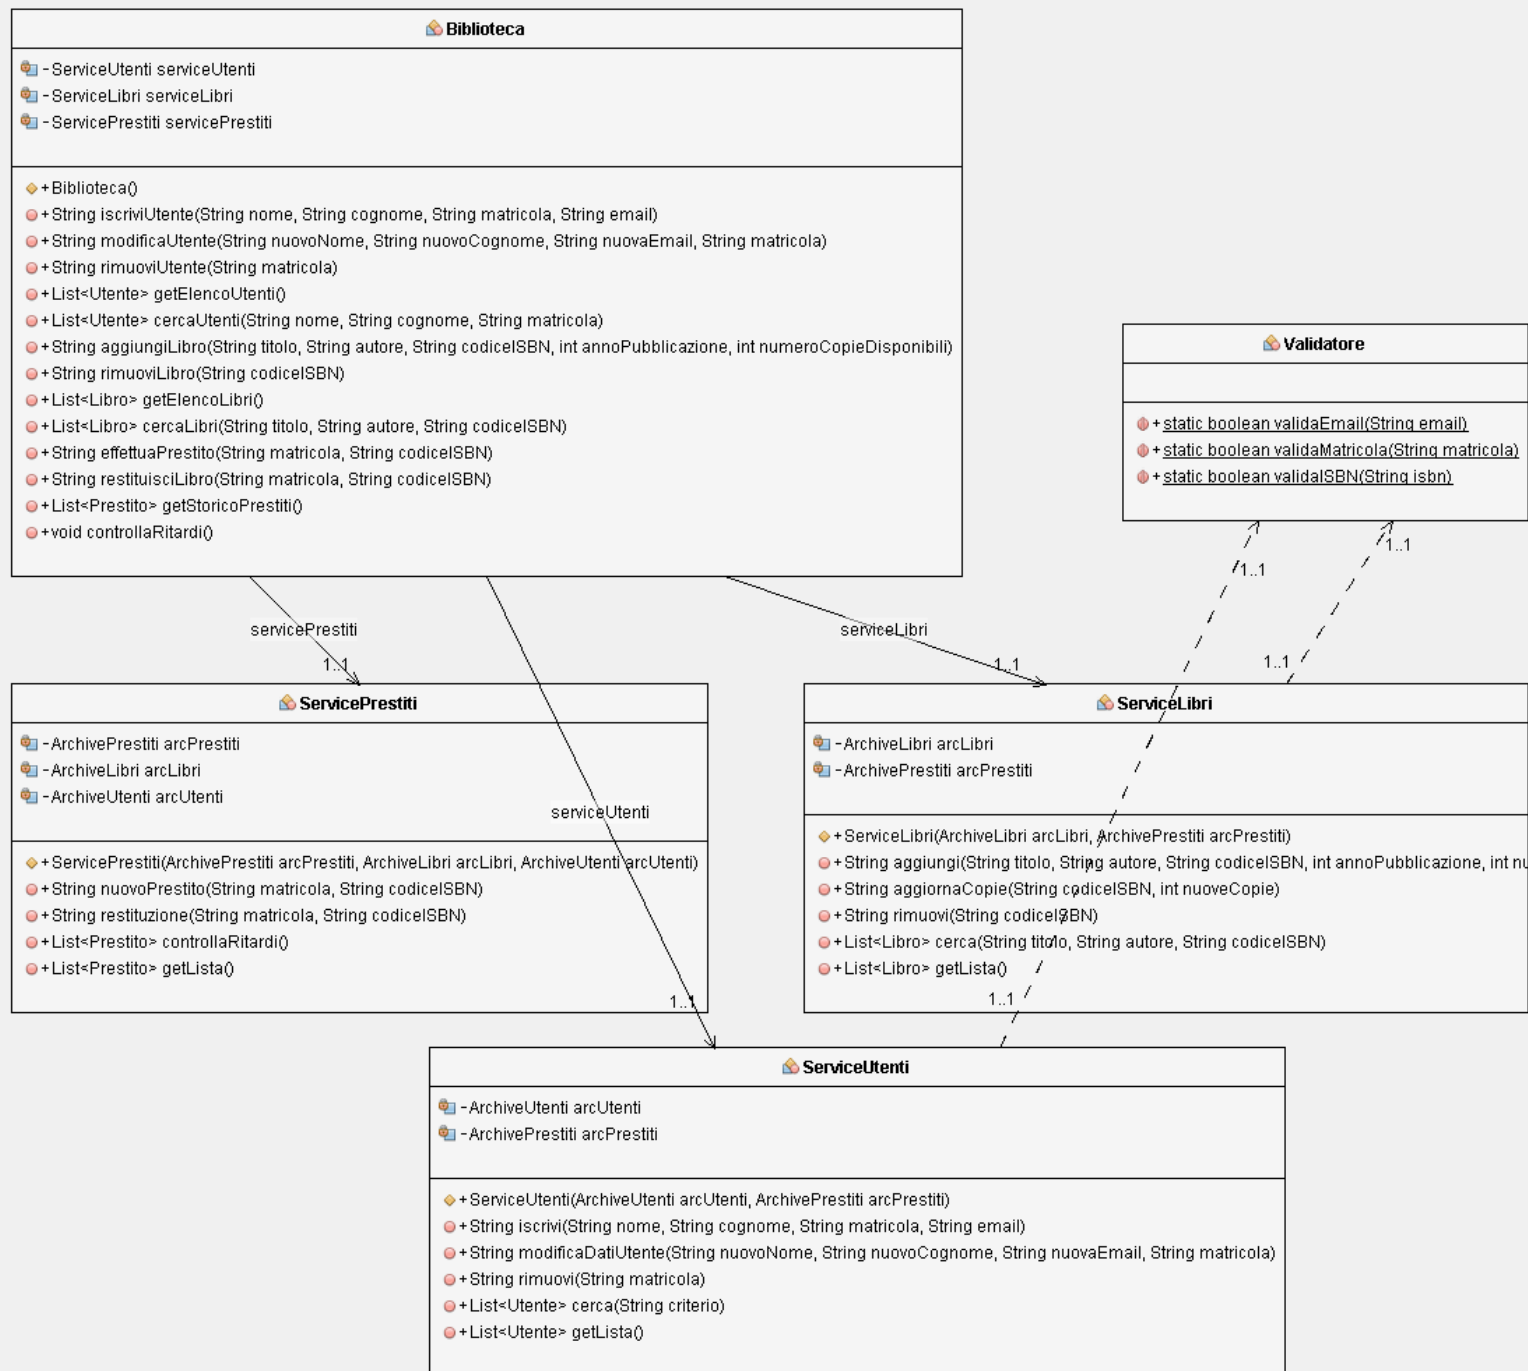 Biblioteca
-ServiceUtenti serviceUtenti
-ServiceLibri serviceLibri
-ServicePrestiti servicePrestiti
+Biblioteca()
+String iscriviUtente(String nome, String cognome, String matricola, String email)
+String modificaUtente(String nuovoNome, String nuovoCognome, String nuovaEmail, String matricola)
+String rimuoviUtente(String matricola)
+List<Utente> getElencoUtenti()
+List<Utente> cercaUtenti(String nome, String cognome, String matricola)
+String aggiungiLibro(String titolo, String autore, String codiceISBN, int annoPubblicazione, int numeroCopieDisponibili)
+String rimuoviLibro(String codiceISBN)
+List<Libro> getElencoLibri()
+List<Libro> cercaLibri(String titolo, String autore, String codiceISBN)
+String effettuaPrestito(String matricola, String codiceISBN)
+String restituisciLibro(String matricola, String codiceISBN)
+List<Prestito> getStoricoPrestiti()
+void controllaRitardi()
Validatore
+static boolean validaEmail(String email)
+static boolean validaMatricola(String matricola)
+static boolean validaISBN(String isbn)
1..1
1..1
servicePrestiti
serviceLibri
1..1
1..1
1..1
ServicePrestiti
-ArchivePrestiti arcPrestiti
-ArchiveLibri arcLibri
-ArchiveUtenti arcUtenti
serviceUtenti
+ServicePrestiti(ArchivePrestiti arcPrestiti, ArchiveLibri arcLibri, ArchiveUtenti arcUtenti)
+String nuovoPrestito(String matricola, String codiceISBN)
+String restituzione(String matricola, String codiceISBN)
+List<Prestito> controllaRitardi()
+List<Prestito> getLista()
1..1
ServiceLibri
-ArchiveLibri arcLibri
-ArchivePrestiti arcPrestiti
+ServiceLibri(ArchiveLibri arcLibri, ArchivePrestiti arcPrestiti)
+String aggiungi(String titolo, String autore, String codiceISBN, int annoPubblicazione, int nu
+String aggiornaCopie(String codiceISBN, int nuoveCopie)
+String rimuovi(String codiceISBN)
+List<Libro> cerca(String titolo, String autore, String codiceISBN)
+List<Libro> getLista()
1..1
ServiceUtenti
-ArchiveUtenti arcUtenti
-ArchivePrestiti arcPrestiti
+ServiceUtenti(ArchiveUtenti arcUtenti, ArchivePrestiti arcPrestiti)
+String iscrivi(String nome, String cognome, String matricola, String email)
+String modificaDatiUtente(String nuovoNome, String nuovoCognome, String nuovaEmail, String matricola)
+String rimuovi(String matricola)
+List<Utente> cerca(String criterio)
+List<Utente> getLista()